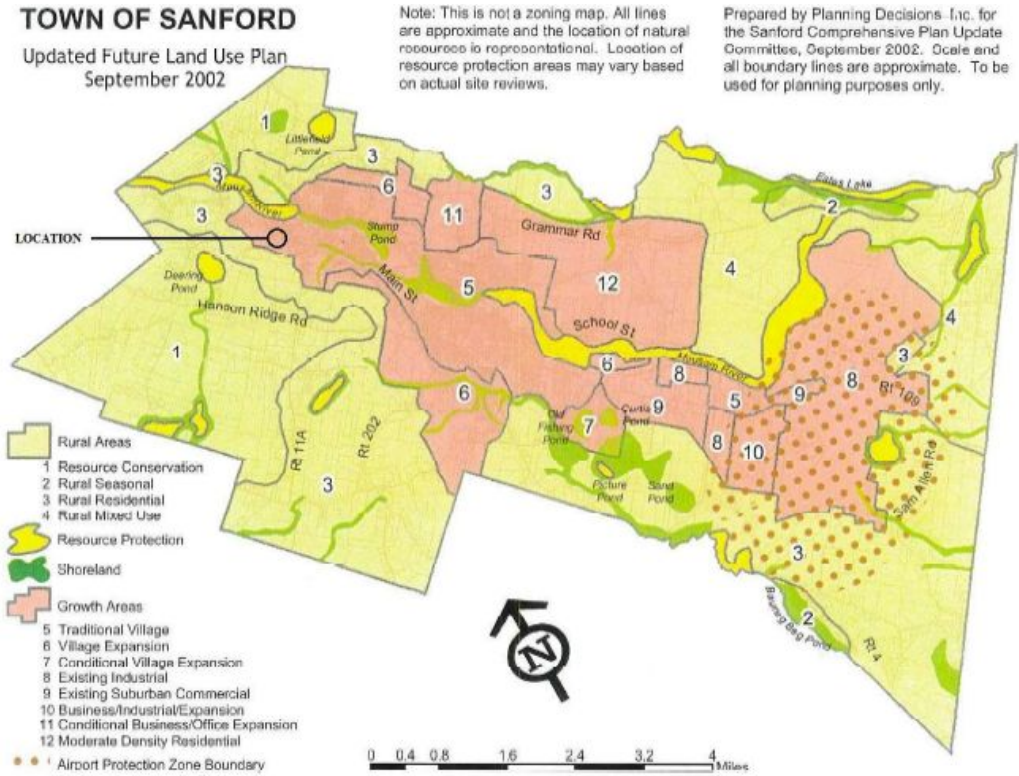 TOWN OF SANFORD
Updated Future Land Use Plan
September 2002
Note: This is not a zoning map. All lines
are approximate and the location of natural
resources is representational. Location of
resource protection areas may vary based
on actual site reviews.
Prepared by Planning Decisions Inc. for
the Sanford Comprehensive Plan Update
Committee, September 2002. Scale and
all boundary lines are approximate. To be
used for planning purposes only.
1
Littlefield
Pond
3
3
3
6
11
3
Estes Lake
2
3
River
LOCATION
Stump
Pond
Grammar Rd
4
12
Deering
Pond
Main St
5
Hanson Ridge Rd
School St
4
1
3
Mousam River
6
8
8
Rt 109
6
5
9
9
Old
Fishing
Pond
7
Curtis
Pond
8
10
Rt 11A
Rt 202
3
Picture
Pond
Sand
Pond
Sam Allen Rd
3
2
Bauneg Beg Pond
Rt 4
Rural Areas
1 Resource Conservation
2 Rural Seasonal
3 Rural Residential
4 Rural Mixed Use
Resource Protection
Shoreland
Growth Areas
5 Traditional Village
6 Village Expansion
7 Conditional Village Expansion
8 Existing Industrial
9 Existing Suburban Commercial
10 Business/Industrial/Expansion
11 Conditional Business/Office Expansion
12 Moderate Density Residential
Airport Protection Zone Boundary
N
0 0.4 0.8 1.6 2.4 3.2 4
Miles